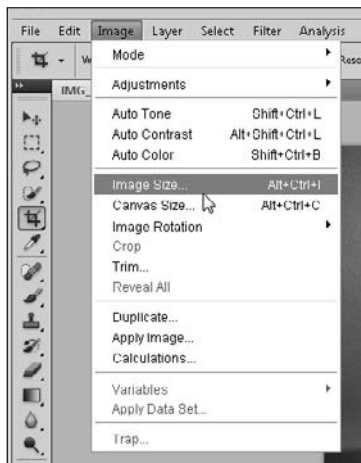 File Edit Image Layer Select Filter Analysis
Mode
IMG_
Adjustments
Auto Tone Shift+Ctrl+L
Auto Contrast Alt+Shift+Ctrl+L
Auto Color Shift+Ctrl+B
Image Size... Alt+Ctrl+I
Canvas Size... Alt+Ctrl+C
Image Rotation
Crop
Trim...
Reveal All
Duplicate...
Apply Image...
Calculations...
Variables
Apply Data Set...
Trap...